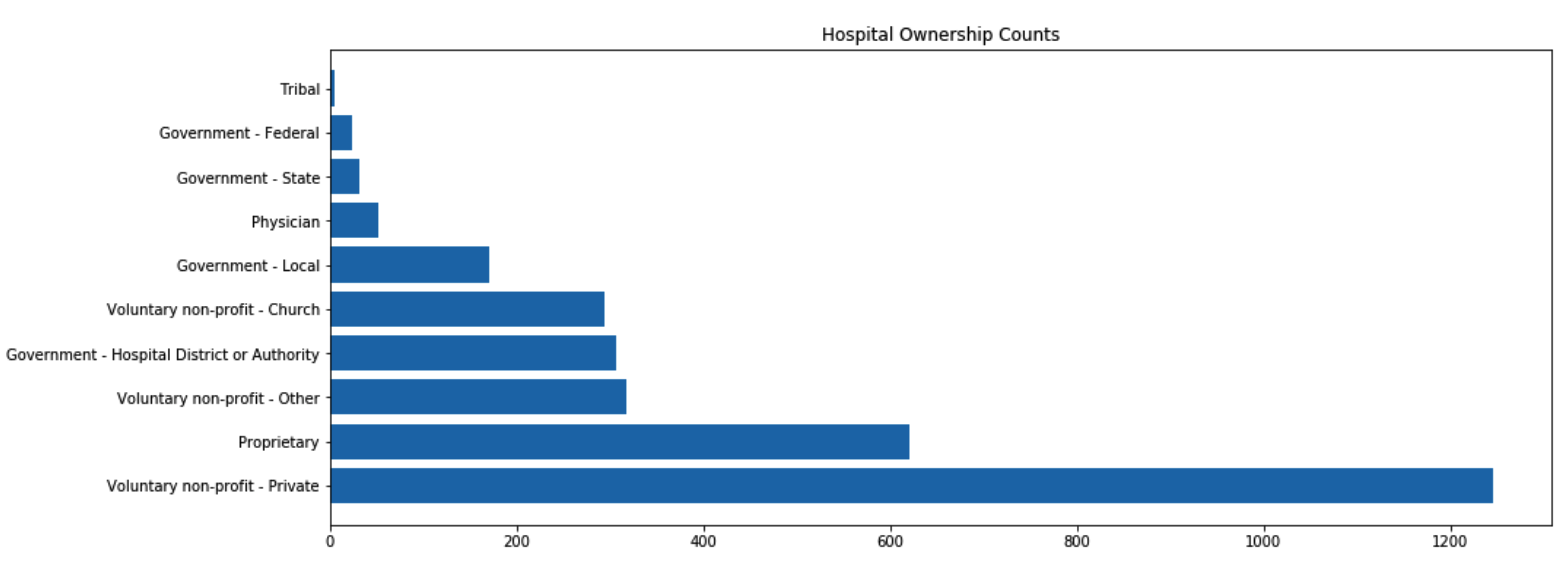 Hospital Ownership Counts
Tribal
Government - Federal
Government - State
Physician
Government - Local
Voluntary non-profit - Church
Government - Hospital District or Authority
Voluntary non-profit - Other
Proprietary
Voluntary non-profit - Private
0 200 400 600 800 1000 1200